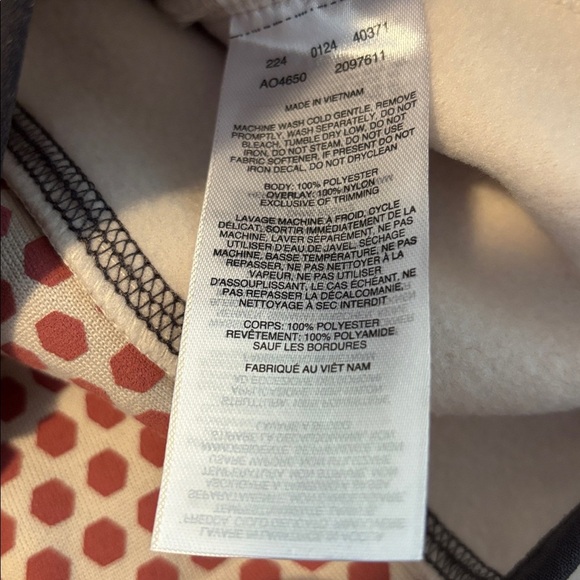 224 0124 40371
AO4650 2097611
MADE IN VIETNAM
MACHINE WASH COLD GENTLE, REMOVE
PROMPTLY, WASH SEPARATELY, DO NOT
BLEACH, TUMBLE DRY LOW, DO NOT
IRON, DO NOT STEAM, DO NOT USE
FABRIC SOFTENER, IF PRESENT DO NOT
IRON DECAL, DO NOT DRYCLEAN
BODY: 100% POLYESTER
OVERLAY: 100% NYLON
EXCLUSIVE OF TRIMMING
LAVAGE MACHINE À FROID, CYCLE
DÉLICAT, SORTIR IMMÉDIATEMENT DE LA
MACHINE, LAVER SÉPARÉMENT, NE PAS
UTILISER D'EAU DE JAVEL, SÉCHAGE
MACHINE, BASSE TEMPÉRATURE, NE PAS
REPASSER, NE PAS NETTOYER À LA
VAPEUR, NE PAS UTILISER
D'ASSOUPLISSANT, LE CAS ÉCHÉANT, NE
PAS REPASSER LA DÉCALCOMANIE,
NETTOYAGE À SEC INTERDIT
CORPS: 100% POLYESTER
REVÊTEMENT: 100% POLYAMIDE
SAUF LES BORDURES
FABRIQUÉ AU VIÊT NAM